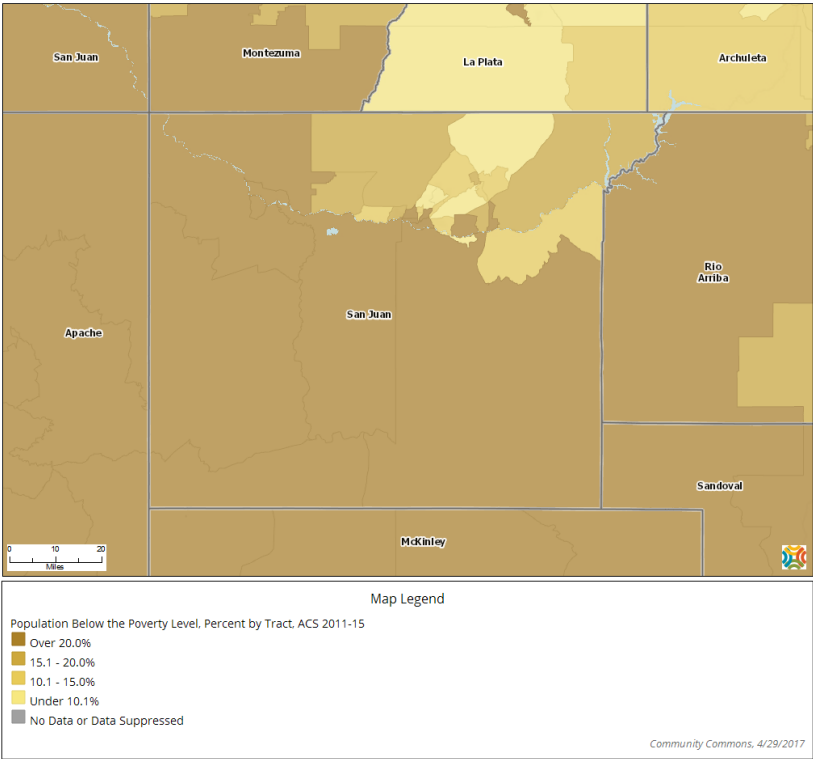 San Juan
Montezuma
La Plata
Archuleta
Rio
Arriba
San Juan
Apache
Sandoval
McKinley
0 10 20
Miles
Map Legend
Population Below the Poverty Level, Percent by Tract, ACS 2011-15
Over 20.0%
15.1 - 20.0%
10.1 - 15.0%
Under 10.1%
No Data or Data Suppressed
Community Commons, 4/29/2017